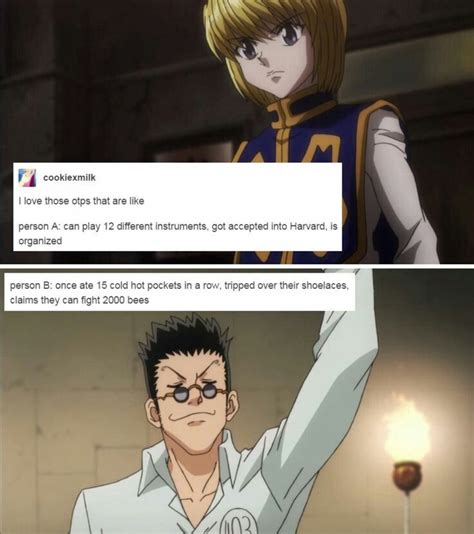 cookiexmilk
I love those otps that are like
person A: can play 12 different instruments, got accepted into Harvard, is
organized
person B: once ate 15 cold hot pockets in a row, tripped over their shoelaces,
claims they can fight 2000 bees
403